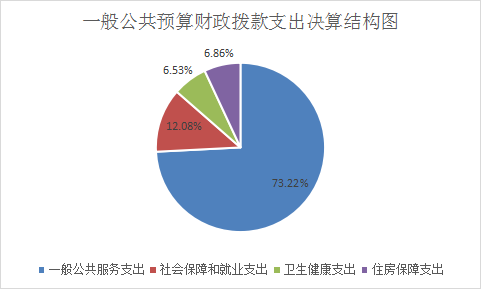 一般公共预算财政拨款支出决算结构图
6.86%
6.53%
12.08%
73.22%
一般公共服务支出 社会保障和就业支出 卫生健康支出 住房保障支出